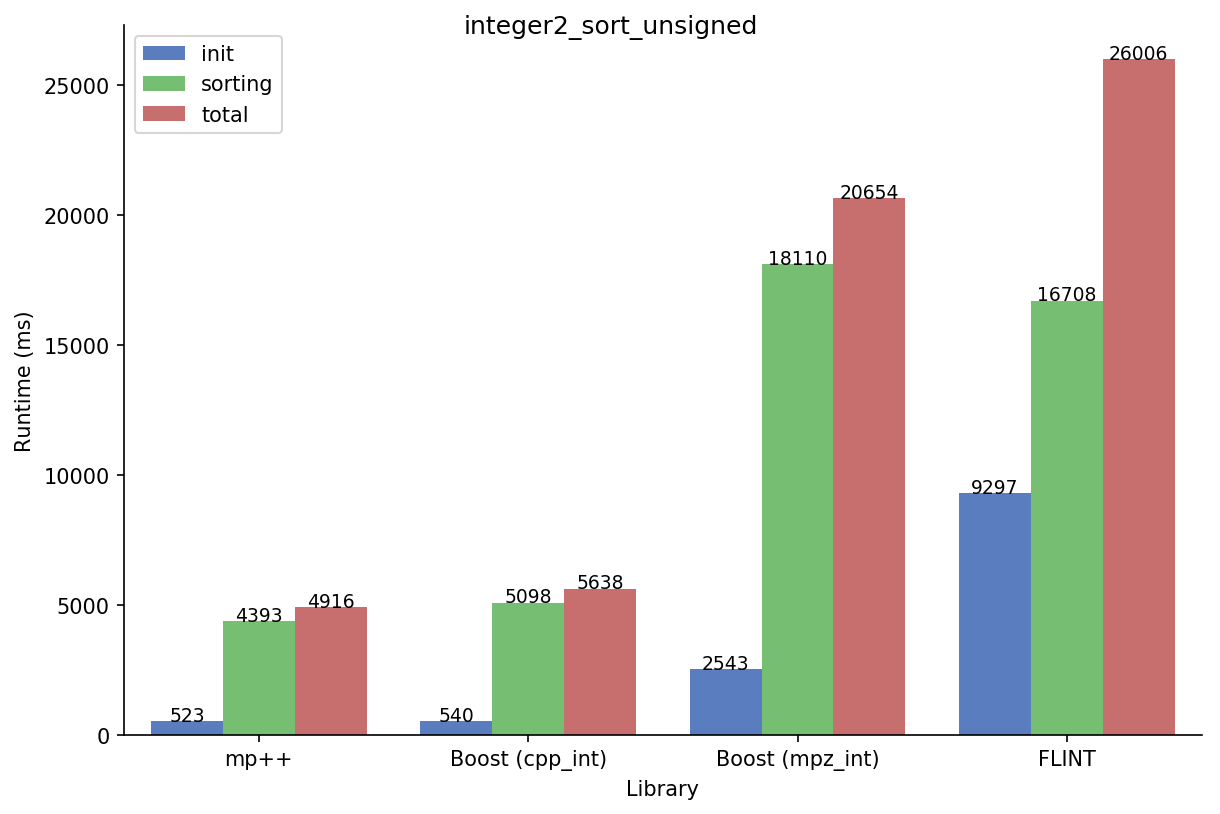 integer2_sort_unsigned
init
sorting
total
Runtime (ms)
25000
20000
15000
10000
5000
0
523
4393
4916
540
5098
5638
2543
18110
20654
9297
16708
26006
mp++
Boost (cpp_int)
Boost (mpz_int)
FLINT
Library